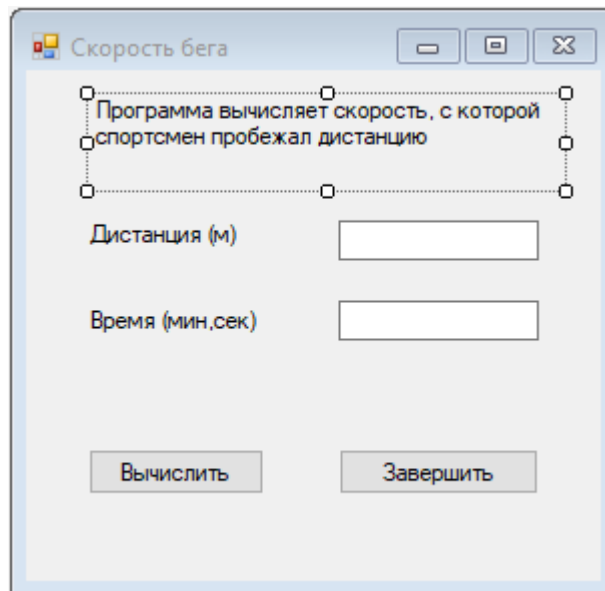 Скорость бега
Программа вычисляет скорость, с которой
спортсмен пробежал дистанцию
Дистанция (м)
Время (мин,сек)
Вычислить
Завершить